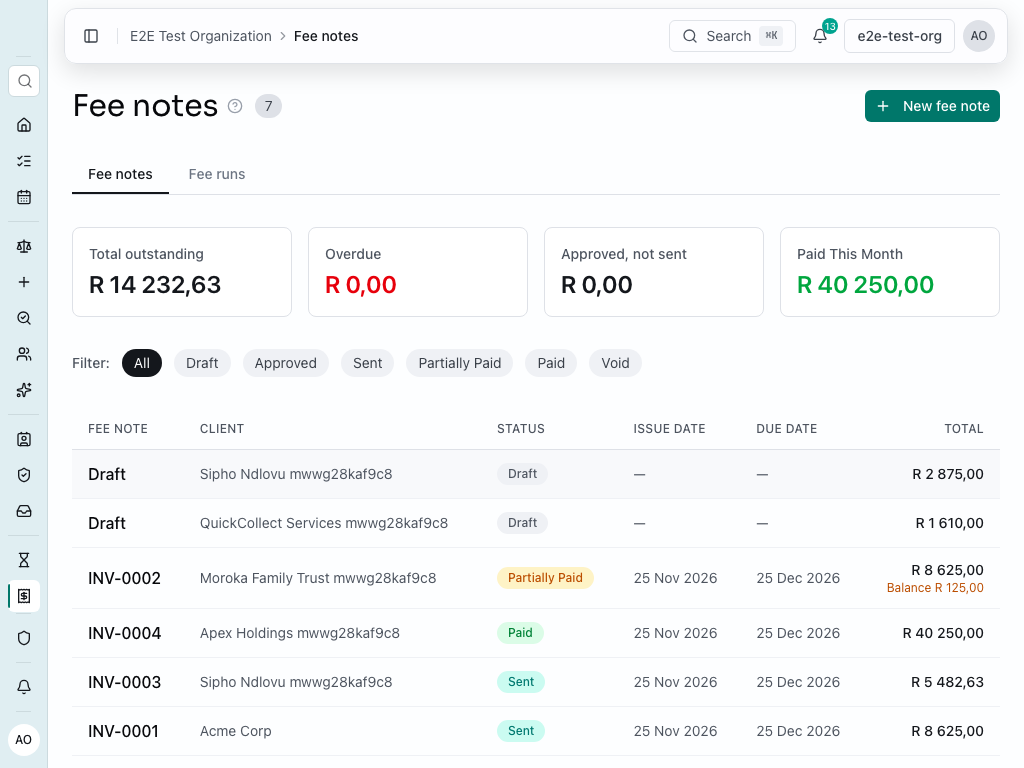 E2E Test Organization > Fee notes
Search ⌘K
13
e2e-test-org
AO
Fee notes
7
+ New fee note
Fee notes
Fee runs
Total outstanding
R 14 232,63
Overdue
R 0,00
Approved, not sent
R 0,00
Paid This Month
R 40 250,00
Filter: All Draft Approved Sent Partially Paid Paid Void
FEE NOTE CLIENT STATUS ISSUE DATE DUE DATE TOTAL
Draft Sipho Ndlovu mwwg28kaf9c8 Draft — — R 2 875,00
Draft QuickCollect Services mwwg28kaf9c8 Draft — — R 1 610,00
INV-0002 Moroka Family Trust mwwg28kaf9c8 Partially Paid 25 Nov 2026 25 Dec 2026 R 8 625,00
Balance R 125,00
INV-0004 Apex Holdings mwwg28kaf9c8 Paid 25 Nov 2026 25 Dec 2026 R 40 250,00
INV-0003 Sipho Ndlovu mwwg28kaf9c8 Sent 25 Nov 2026 25 Dec 2026 R 5 482,63
INV-0001 Acme Corp Sent 25 Nov 2026 25 Dec 2026 R 8 625,00
AO